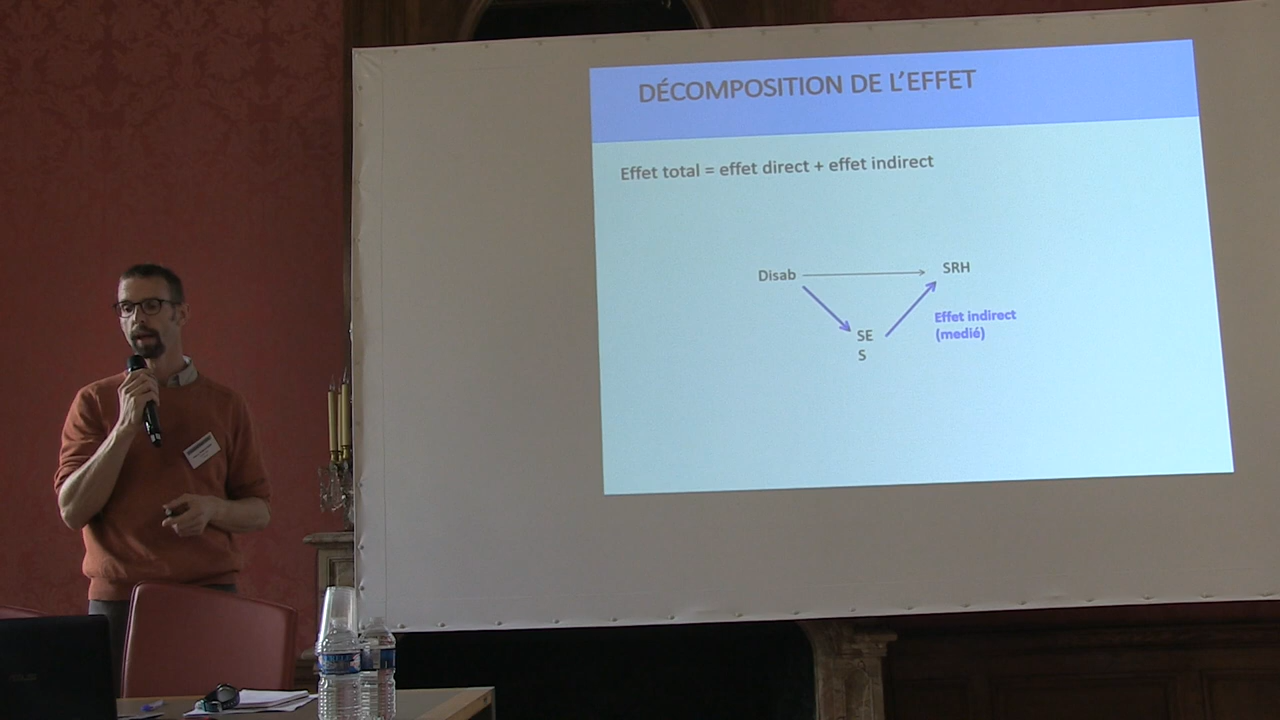 DÉCOMPOSITION DE L'EFFET
Effet total = effet direct + effet indirect
Disab
SRH
SE
S
Effet indirect
(medié)